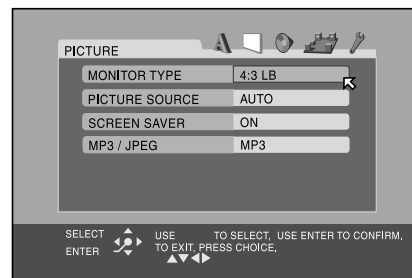 PICTURE
MONITOR TYPE 4:3 LB
PICTURE SOURCE AUTO
SCREEN SAVER ON
MP3 / JPEG MP3
SELECT
ENTER
USE TO SELECT, USE ENTER TO CONFIRM.
TO EXIT, PRESS CHOICE.